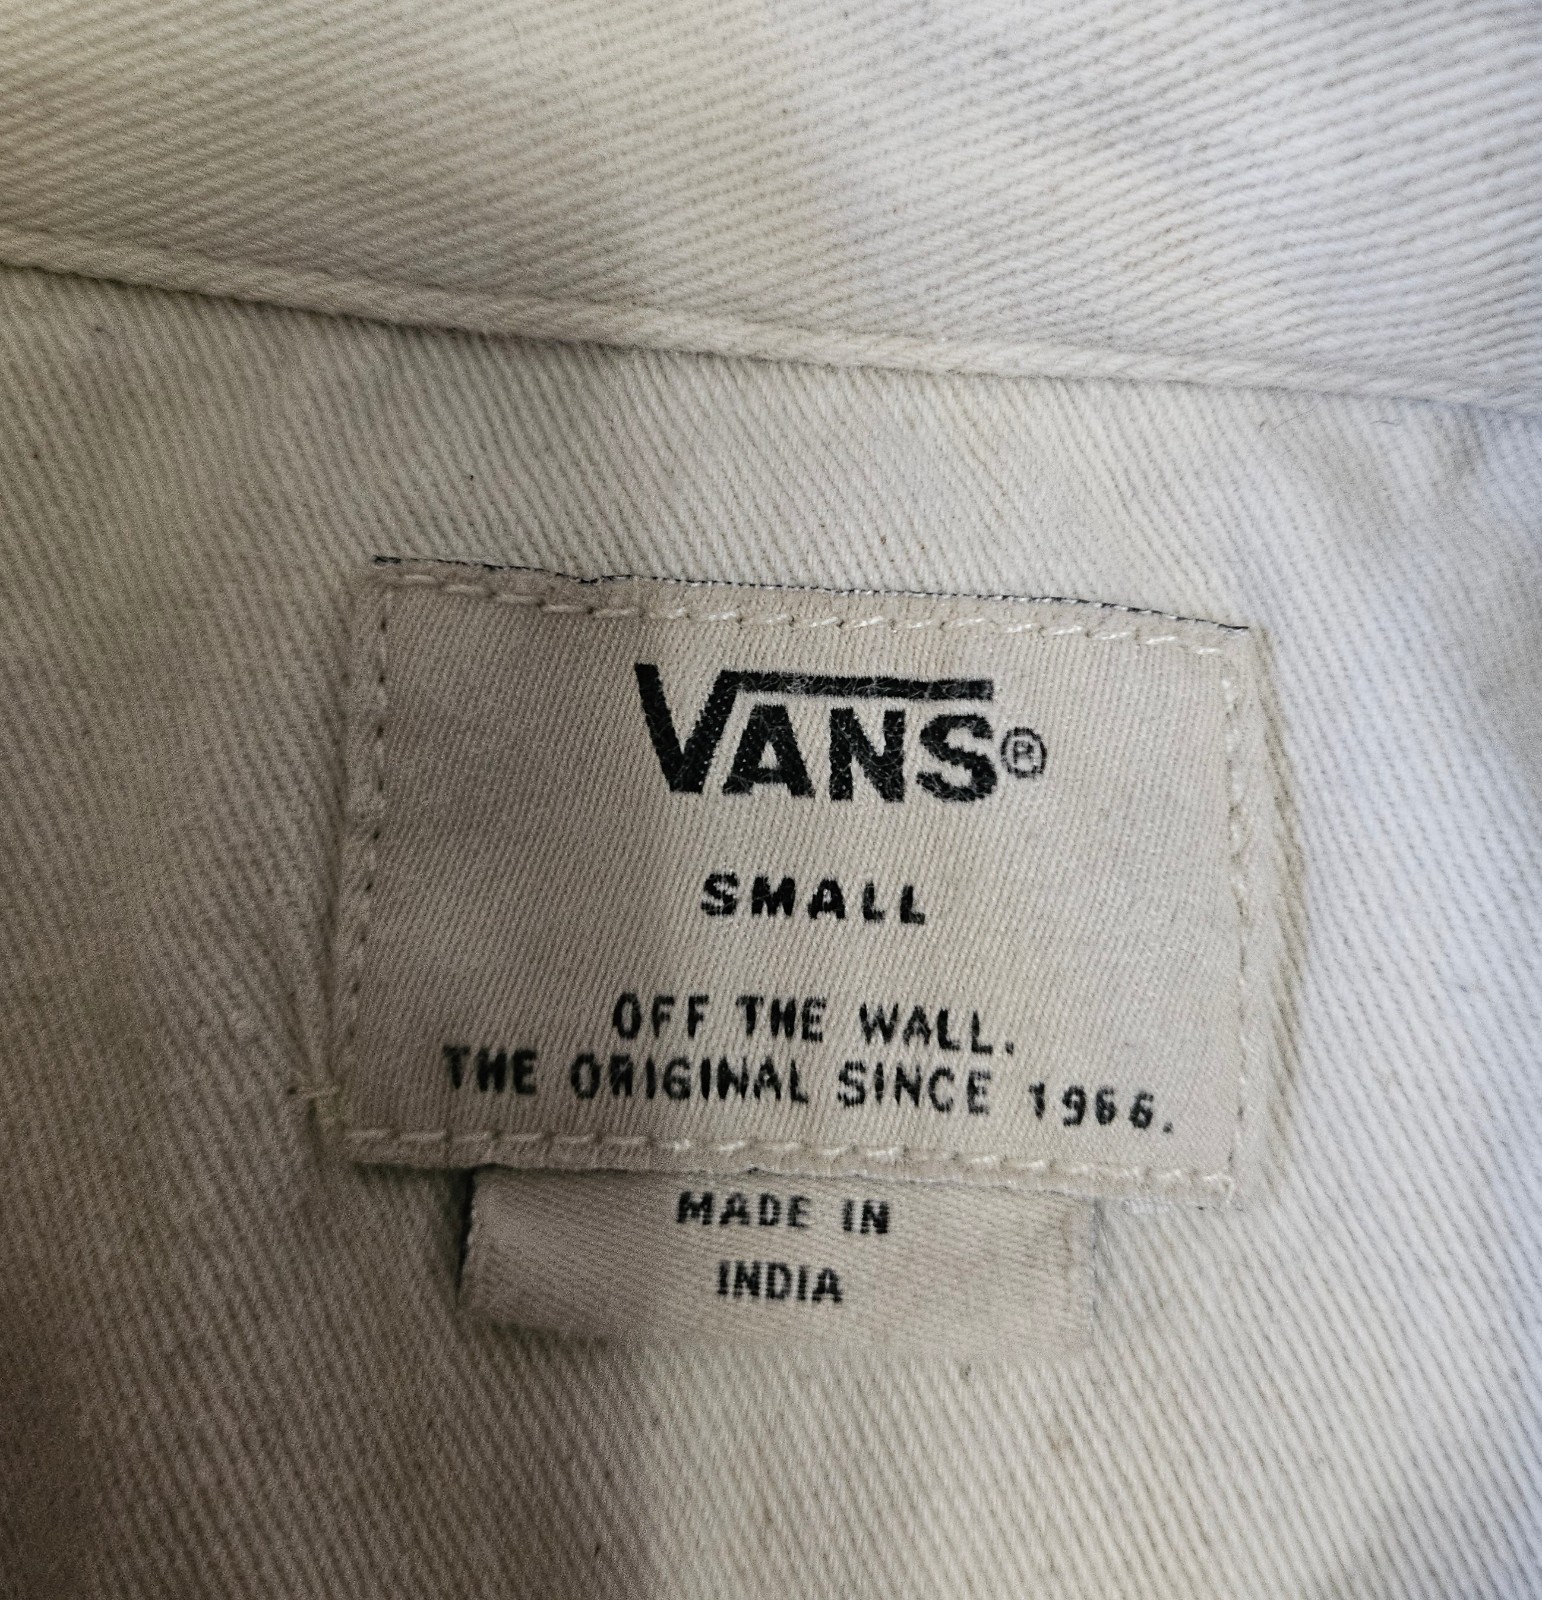 VANS®
SMALL
OFF THE WALL.
THE ORIGINAL SINCE 1966.
MADE IN
INDIA